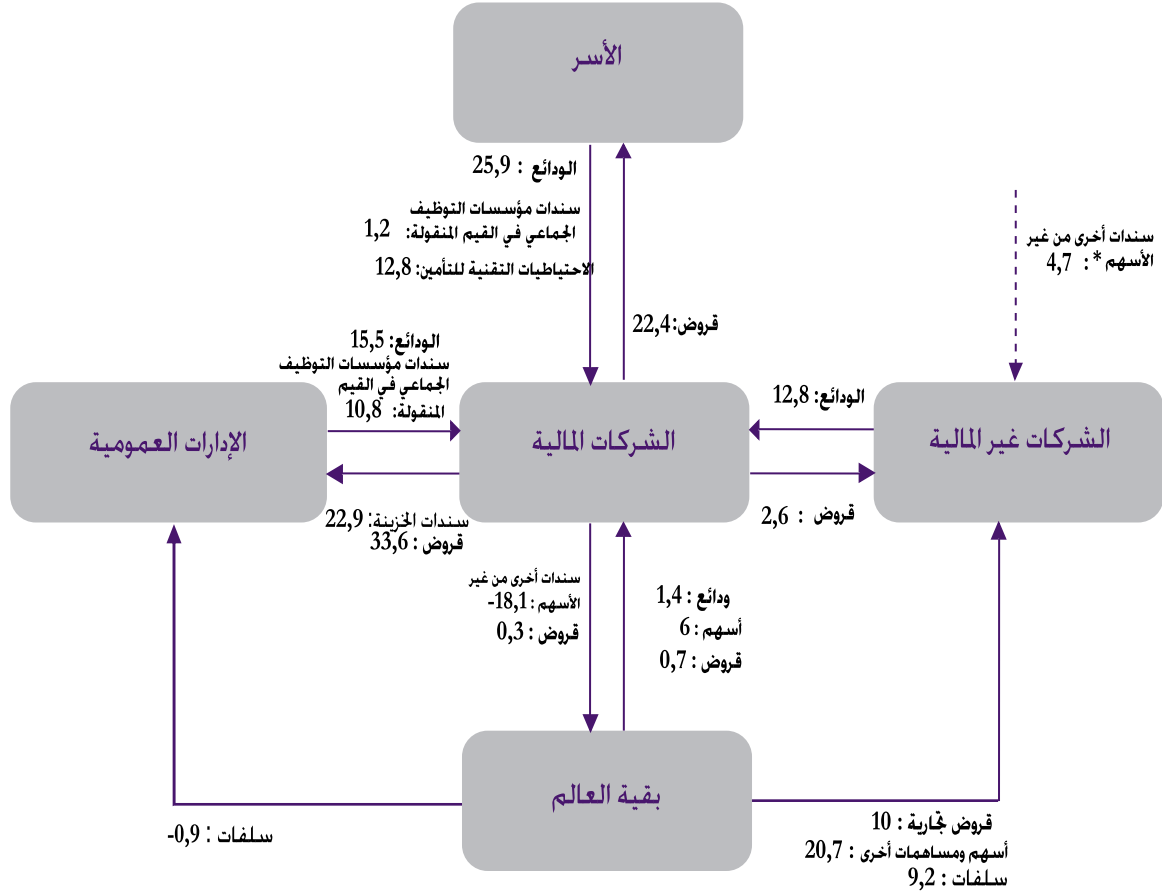 الأسر
الودائع : 25,9
سندات مؤسسات التوظيف
الجماعي في القيم المنقولة: 1,2
الاحتياطيات التقنية للتأمين: 12,8
قروض: 22,4
سندات أخرى من غير
الأسهم * : 4,7
الودائع: 15,5
سندات مؤسسات التوظيف
الجماعي في القيم
المنقولة: 10,8
الودائع: 12,8
الشركات غير المالية
الشركات المالية
الإدارات العمومية
قروض : 2,6
سندات الخزينة: 22,9
قروض : 33,6
سندات أخرى من غير
الأسهم : -18,1
قروض : 0,3
ودائع : 1,4
أسهم : 6
قروض : 0,7
بقية العالم
قروض تجارية : 10
أسهم ومساهمات أخرى : 20,7
سلفات : 9,2
سلفات : -0,9